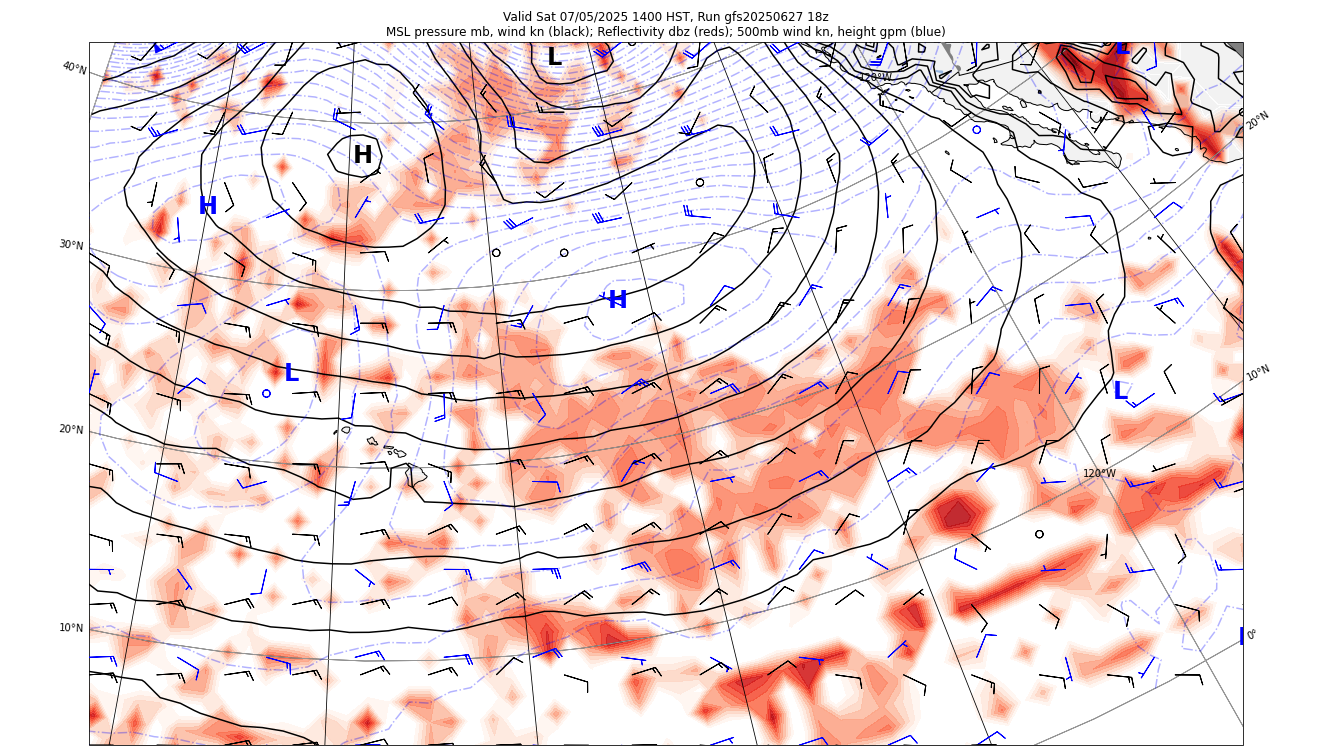 Valid Sat 07/05/2025 1400 HST, Run gfs20250627 18z
MSL pressure mb, wind kn (black); Reflectivity dbz (reds); 500mb wind kn, height gpm (blue)
L
L
40°N
120°W
20°N
H
H
30°N
H
L
10°N
L
20°N
120°W
10°N
0°